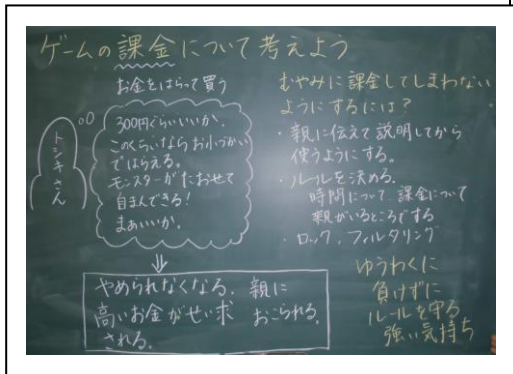 ゲームの課金について考えよう
お金をはらって買う
トシキさん
300円ぐらいいいか。
このくらいならお小づかい
ではらえる。
モンスターがたおせて
自まんできる!
まぁいいか。
⇓
やめられなくなる。親に
高いお金がせい求 おこられる。
される。
むやみに課金してしまわない
ようにするには?
・親に伝えて説明してから
使うようにする。
・ルールを決める。
時間について 課金について
親がいるところでする
・ロック、フィルタリング
ゆうわくに
負けずに
ルールを守る
強い気持ち